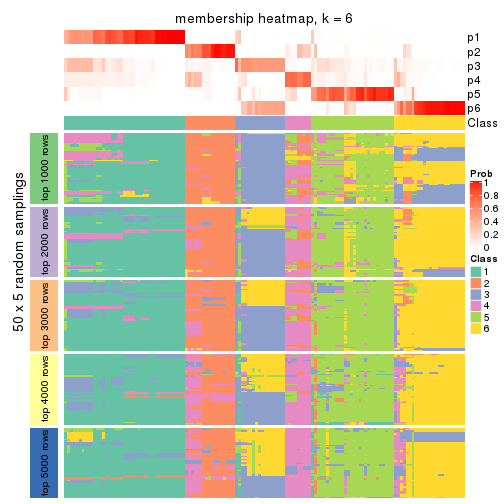 membership heatmap, k = 6
p1
p2
p3
p4
p5
p6
Class
50 x 5 random samplings
top 1000 rows
top 2000 rows
top 3000 rows
top 4000 rows
top 5000 rows
Prob
1
0.8
0.6
0.4
0.2
0
Class
1
2
3
4
5
6